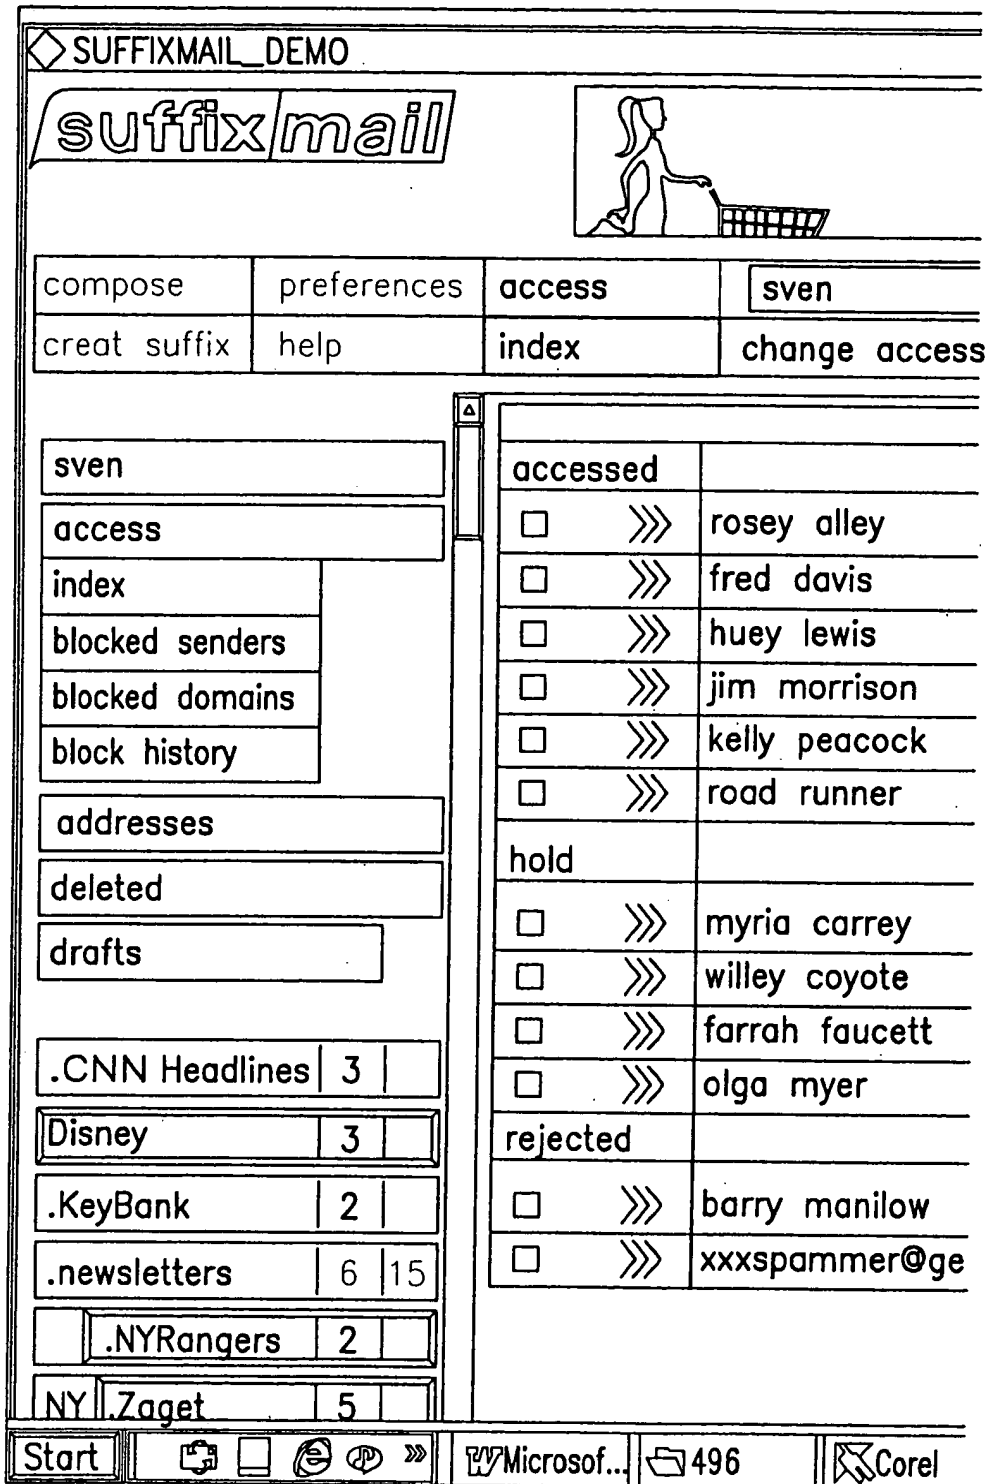 SUFFIXMAIL_DEMO
suffix mail
compose preferences access sven
creat suffix help index change access
sven
access
index
blocked senders
blocked domains
block history
addresses
deleted
drafts
.CNN Headlines 3
Disney 3
.KeyBank 2
.newsletters 6 15
.NYRangers 2
NY .Zaget 5
accessed
rosey alley
fred davis
huey lewis
jim morrison
kelly peacock
road runner
hold
myria carrey
willey coyote
farrah faucett
olga myer
rejected
barry manilow
xxxspammer@ge
Start Microsof... 496 Corel